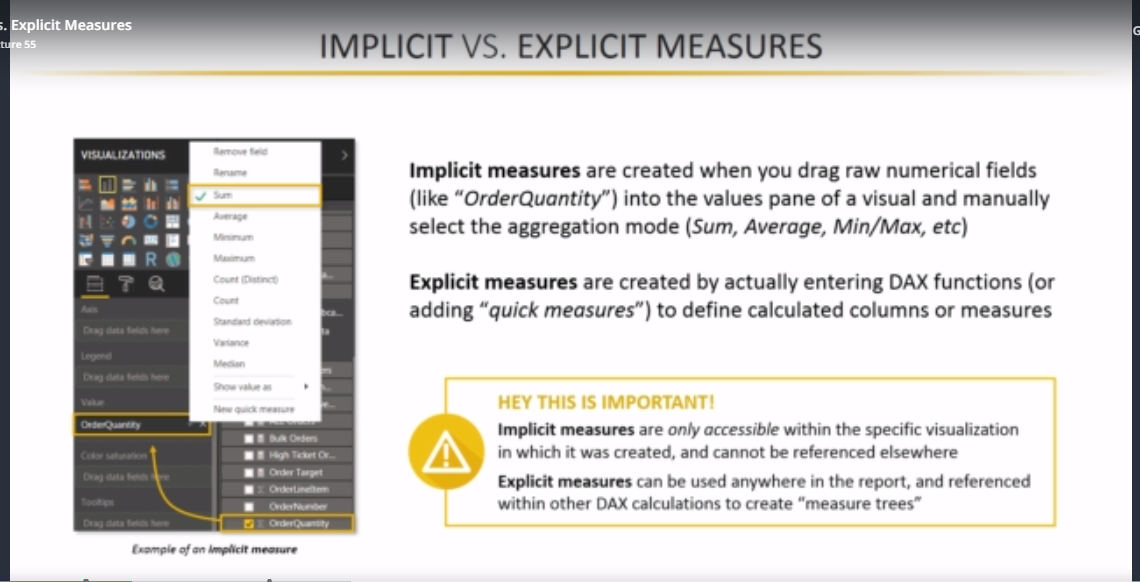 s. Explicit Measures
ture 55
G
IMPLICIT VS. EXPLICIT MEASURES
VISUALIZATIONS
Remove field
Rename
Sum
Average
Minimum
Maximum
Count (Distinct)
Count
Standard deviation
Variance
Median
Show value as
New quick measure
R
Axis
Drag data fields here
Legend
Drag data fields here
Value
OrderQuantity
Color saturation
Drag data fields here
Tooltips
Drag data fields here
Bulk Orders
High Ticket Or...
Order Target
OrderLineItem
OrderNumber
OrderQuantity
Example of an implicit measure
Implicit measures are created when you drag raw numerical fields
(like “OrderQuantity”) into the values pane of a visual and manually
select the aggregation mode (Sum, Average, Min/Max, etc)
Explicit measures are created by actually entering DAX functions (or
adding “quick measures”) to define calculated columns or measures
HEY THIS IS IMPORTANT!
Implicit measures are only accessible within the specific visualization
in which it was created, and cannot be referenced elsewhere
Explicit measures can be used anywhere in the report, and referenced
within other DAX calculations to create “measure trees”